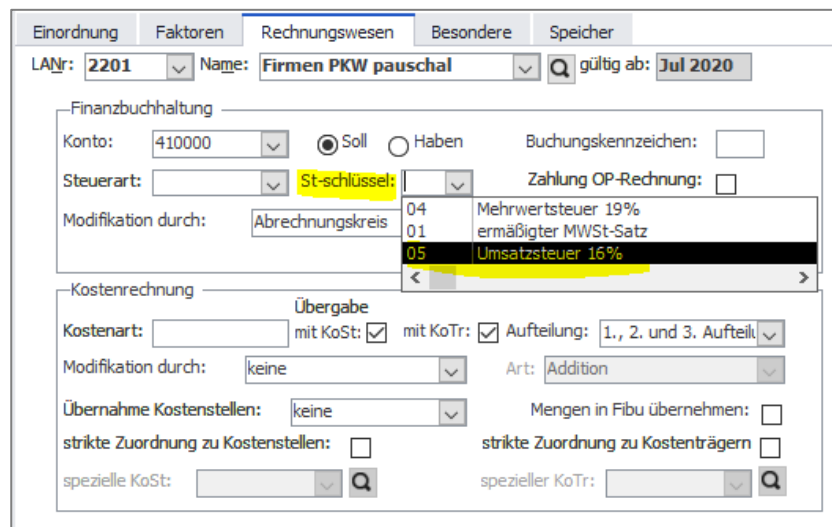 Einordnung Faktoren Rechnungswesen Besondere Speicher
LANr: 2201 Name: Firmen PKW pauschal gültig ab: Jul 2020
Finanzbuchhaltung
Konto: 410000 Soll Haben Buchungskennzeichen:
Steuerart: St-schlüssel: Zahlung OP-Rechnung:
Modifikation durch: Abrechnungskreis
04 Mehrwertsteuer 19%
01 ermäßigter MWSt-Satz
05 Umsatzsteuer 16%
Kostenrechnung
Übergabe
Kostenart: mit KoSt: mit KoTr: Aufteilung: 1., 2. und 3. Aufteilu
Modifikation durch: keine Art: Addition
Übernahme Kostenstellen: keine Mengen in Fibu übernehmen:
strikte Zuordnung zu Kostenstellen: strikte Zuordnung zu Kostenträgern
spezielle KoSt: spezieller KoTr: